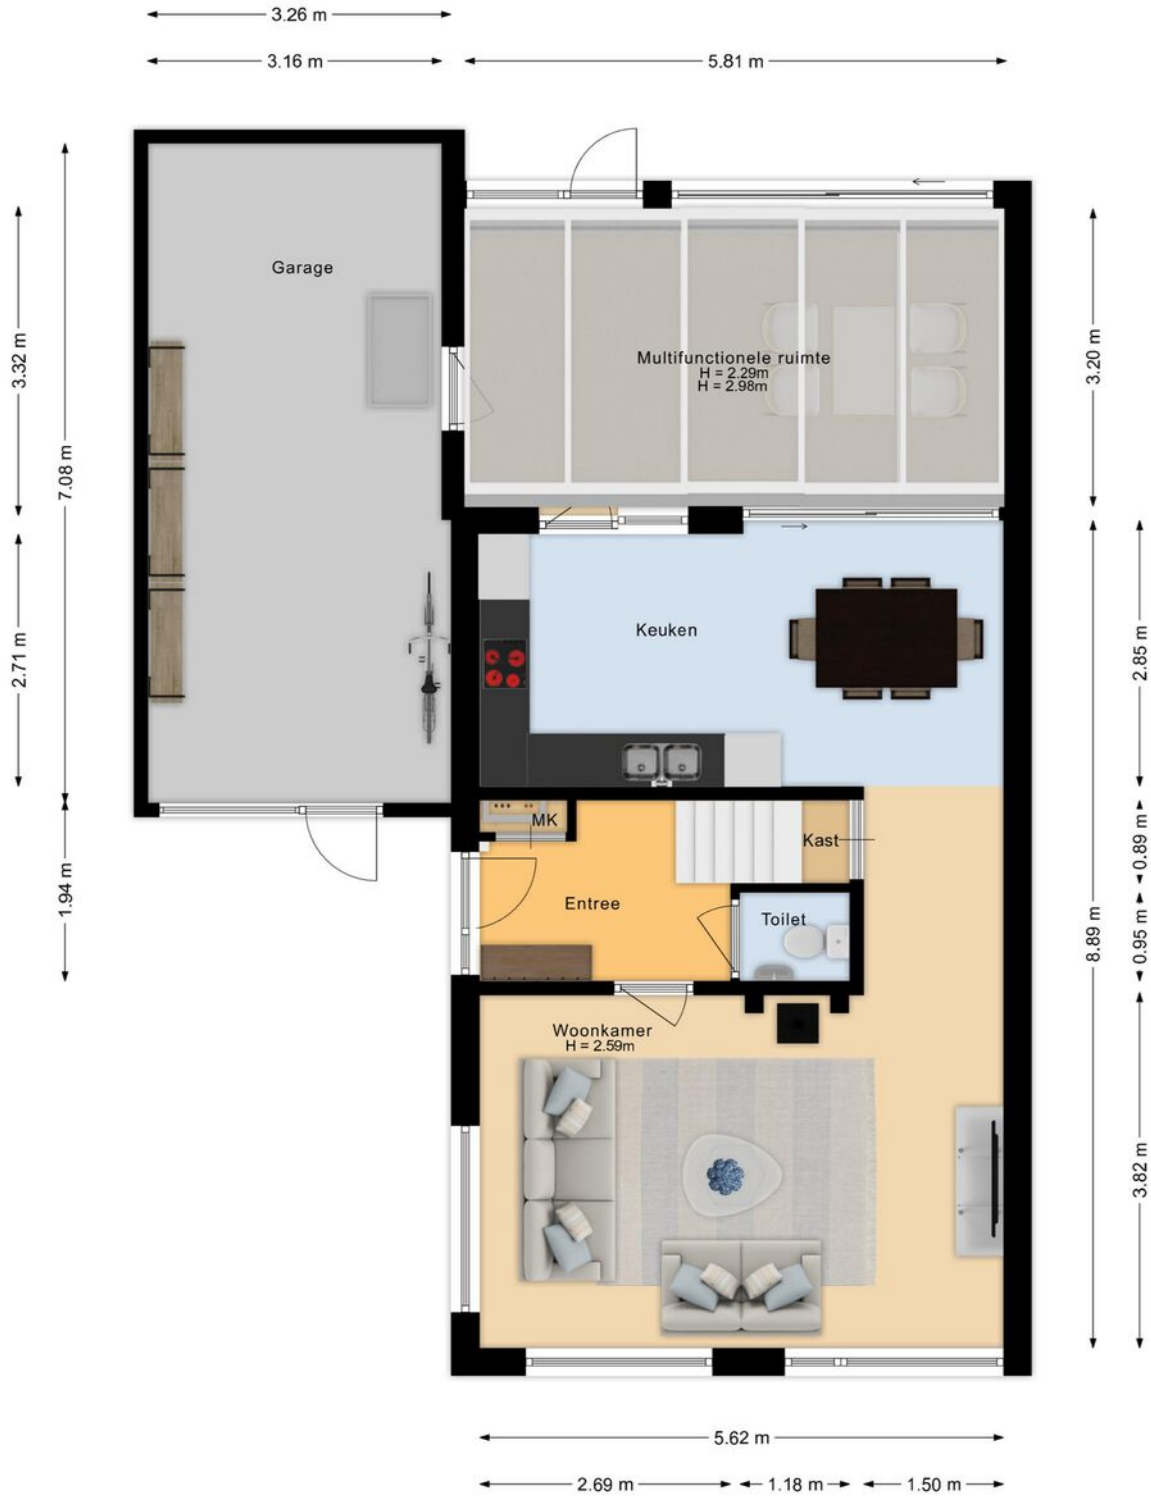 3.26 m
3.16 m
5.81 m
Garage
3.32 m
7.08 m
Multifunctionele ruimte
H = 2.29m
H = 2.98m
3.20 m
Keuken
2.71 m
2.85 m
MK
Kast
0.89 m
1.94 m
Entree
Toilet
0.95 m
8.89 m
Woonkamer
H = 2.59m
3.82 m
5.62 m
2.69 m
1.18 m
1.50 m